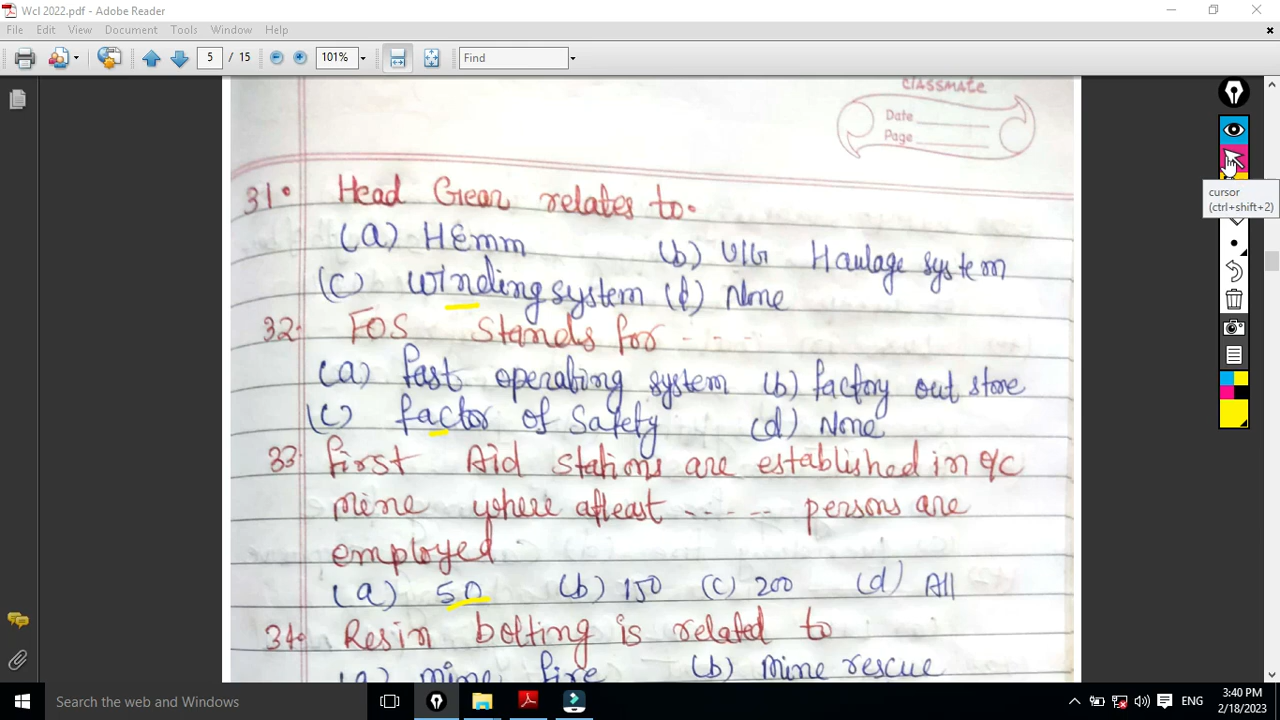 Wcl 2022.pdf - Adobe Reader
File Edit View Document Tools Window Help
5 / 15 101% Find
CLASSMATE
Date
Page
cursor
(ctrl+shift+2)
31. Head Gear relates to.
(a) HEmm (b) U/G Haulage system
(c) winding system (d) None
32. FOS Stands for - - - -
(a) fast operating system (b) factory out store
(c) factor of Safety (d) None
33. first Aid stations are established in o/c
mine where atleast ----- persons are
employed.
(a) 50 (b) 150 (c) 200 (d) All
34. Resin bolting is related to
(a) mine fire (b) mine rescue
Search the web and Windows
ENG
3:40 PM
2/18/2023